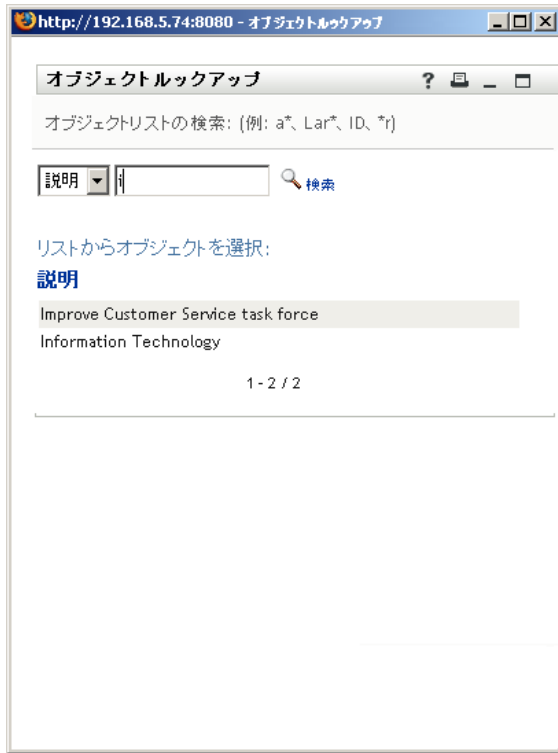 http://192.168.5.74:8080 - オブジェクトルックアップ
オブジェクトルックアップ ?
オブジェクトリストの検索: (例: a*、Lar*、ID、*r)
説明 i 検索
リストからオブジェクトを選択:
説明
Improve Customer Service task force
Information Technology
1 - 2 / 2